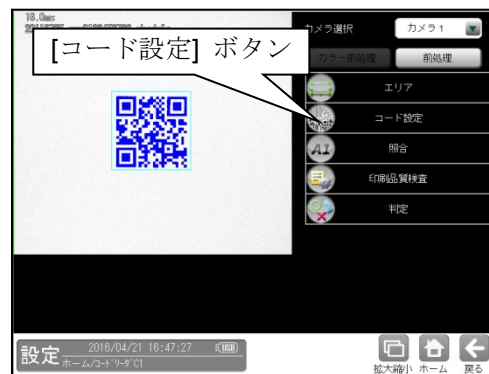 18.0ms
[コード設定] ボタン
カメラ選択
カメラ1
カラー前処理
前処理
エリア
コード設定
照合
印刷品質検査
判定
設定
2016/04/21 16:47:27
USB
ホーム/コードリーダC1
拡大縮小
ホーム
戻る